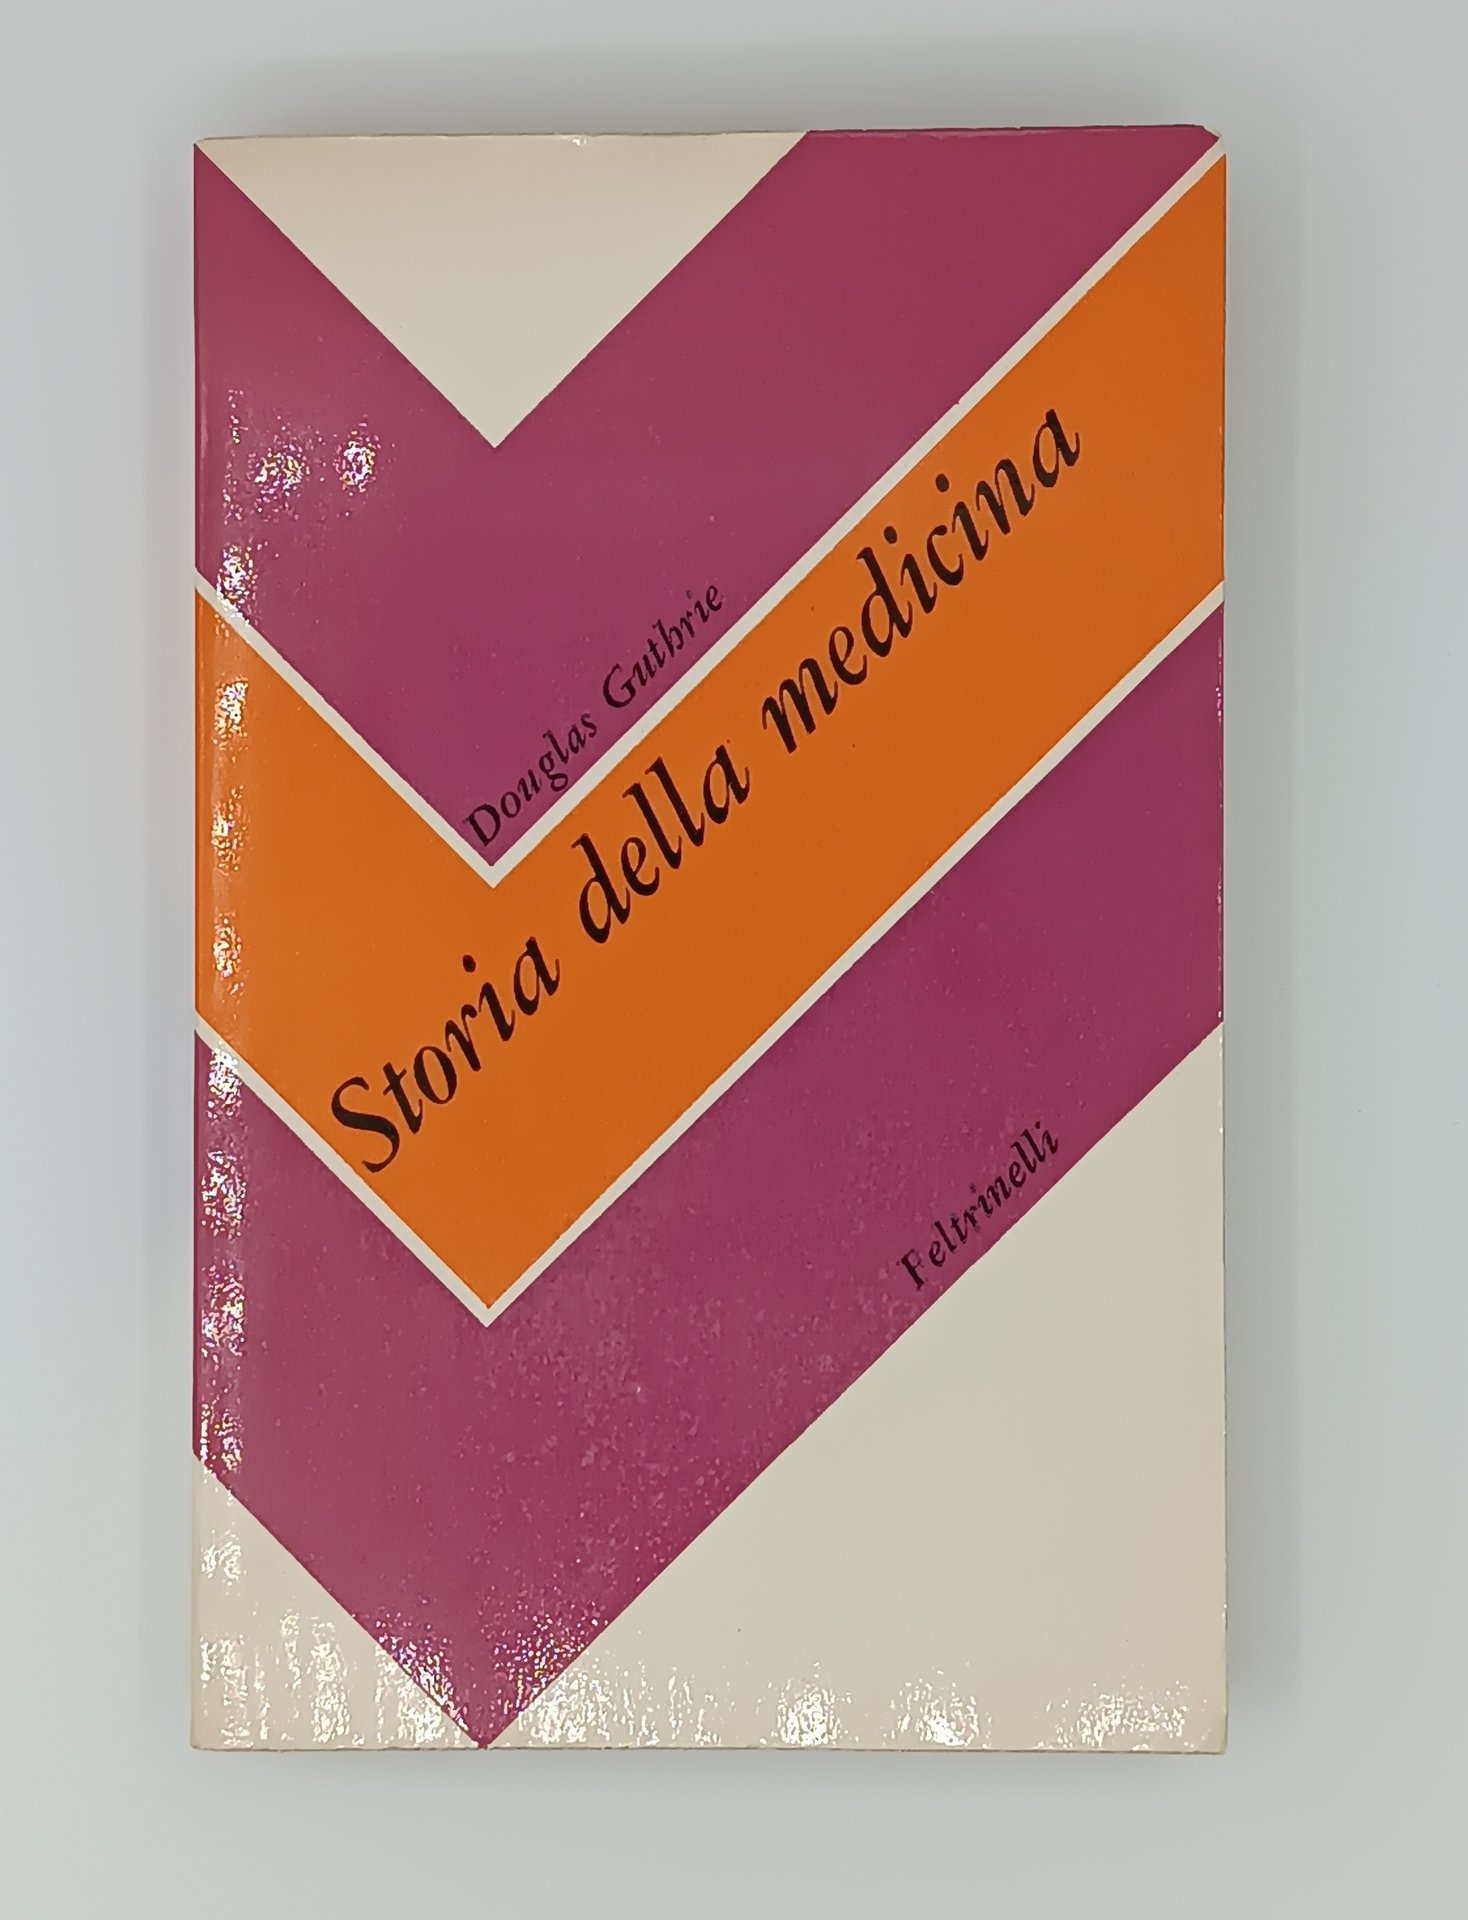 Douglas Guthrie
Storia della medicina
Feltrinelli